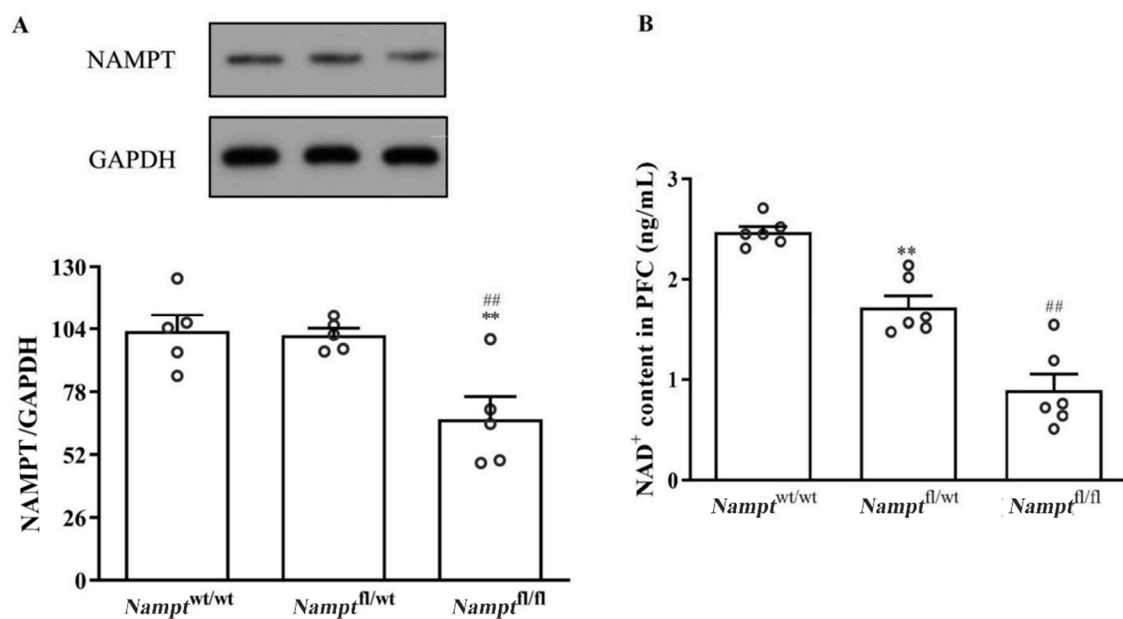 A
NAMPT
GAPDH
NAMPT/GAPDH
130
104
78
52
26
0
##
**
Nampt^wt/wt Nampt^fl/wt Nampt^fl/fl
B
NAD⁺ content in PFC (ng/mL)
3
2
1
0
**
##
Nampt^wt/wt Nampt^fl/wt Nampt^fl/fl